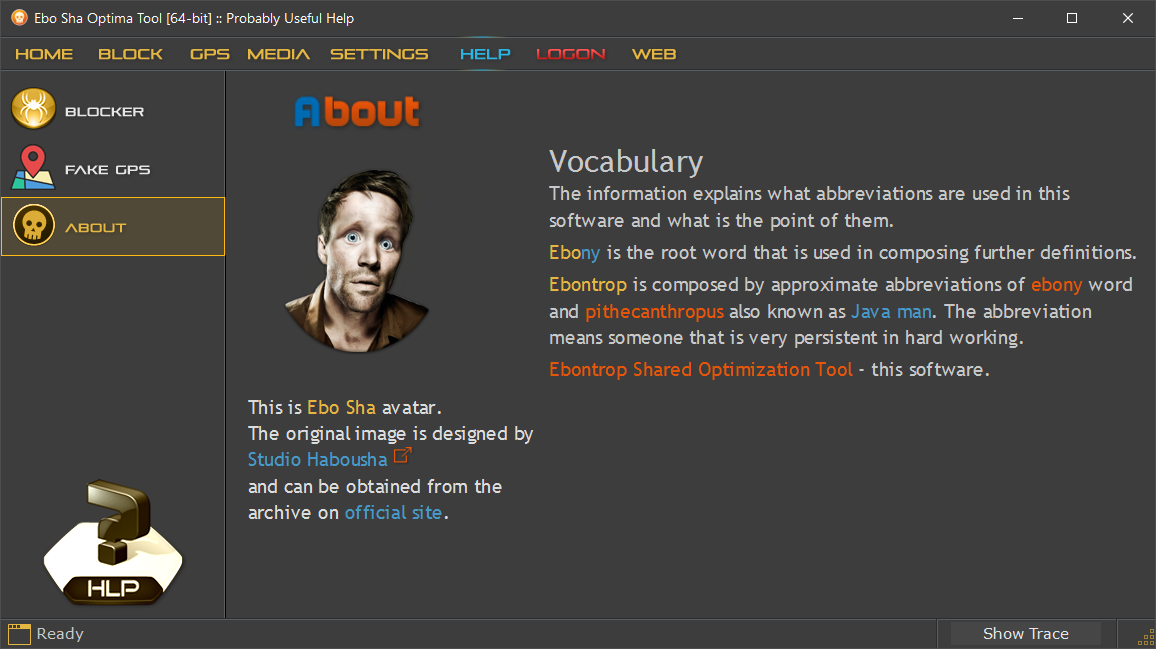 Ebo Sha Optima Tool [64-bit] :: Probably Useful Help
HOME BLOCK GPS MEDIA SETTINGS HELP LOGON WEB
BLOCKER
FAKE GPS
ABOUT
HLP
About
This is Ebo Sha avatar.
The original image is designed by
Studio Habousha
and can be obtained from the
archive on official site.
Vocabulary
The information explains what abbreviations are used in this
software and what is the point of them.
Ebony is the root word that is used in composing further definitions.
Ebontrop is composed by approximate abbreviations of ebony word
and pithecanthropus also known as Java man. The abbreviation
means someone that is very persistent in hard working.
Ebontrop Shared Optimization Tool - this software.
Ready
Show Trace